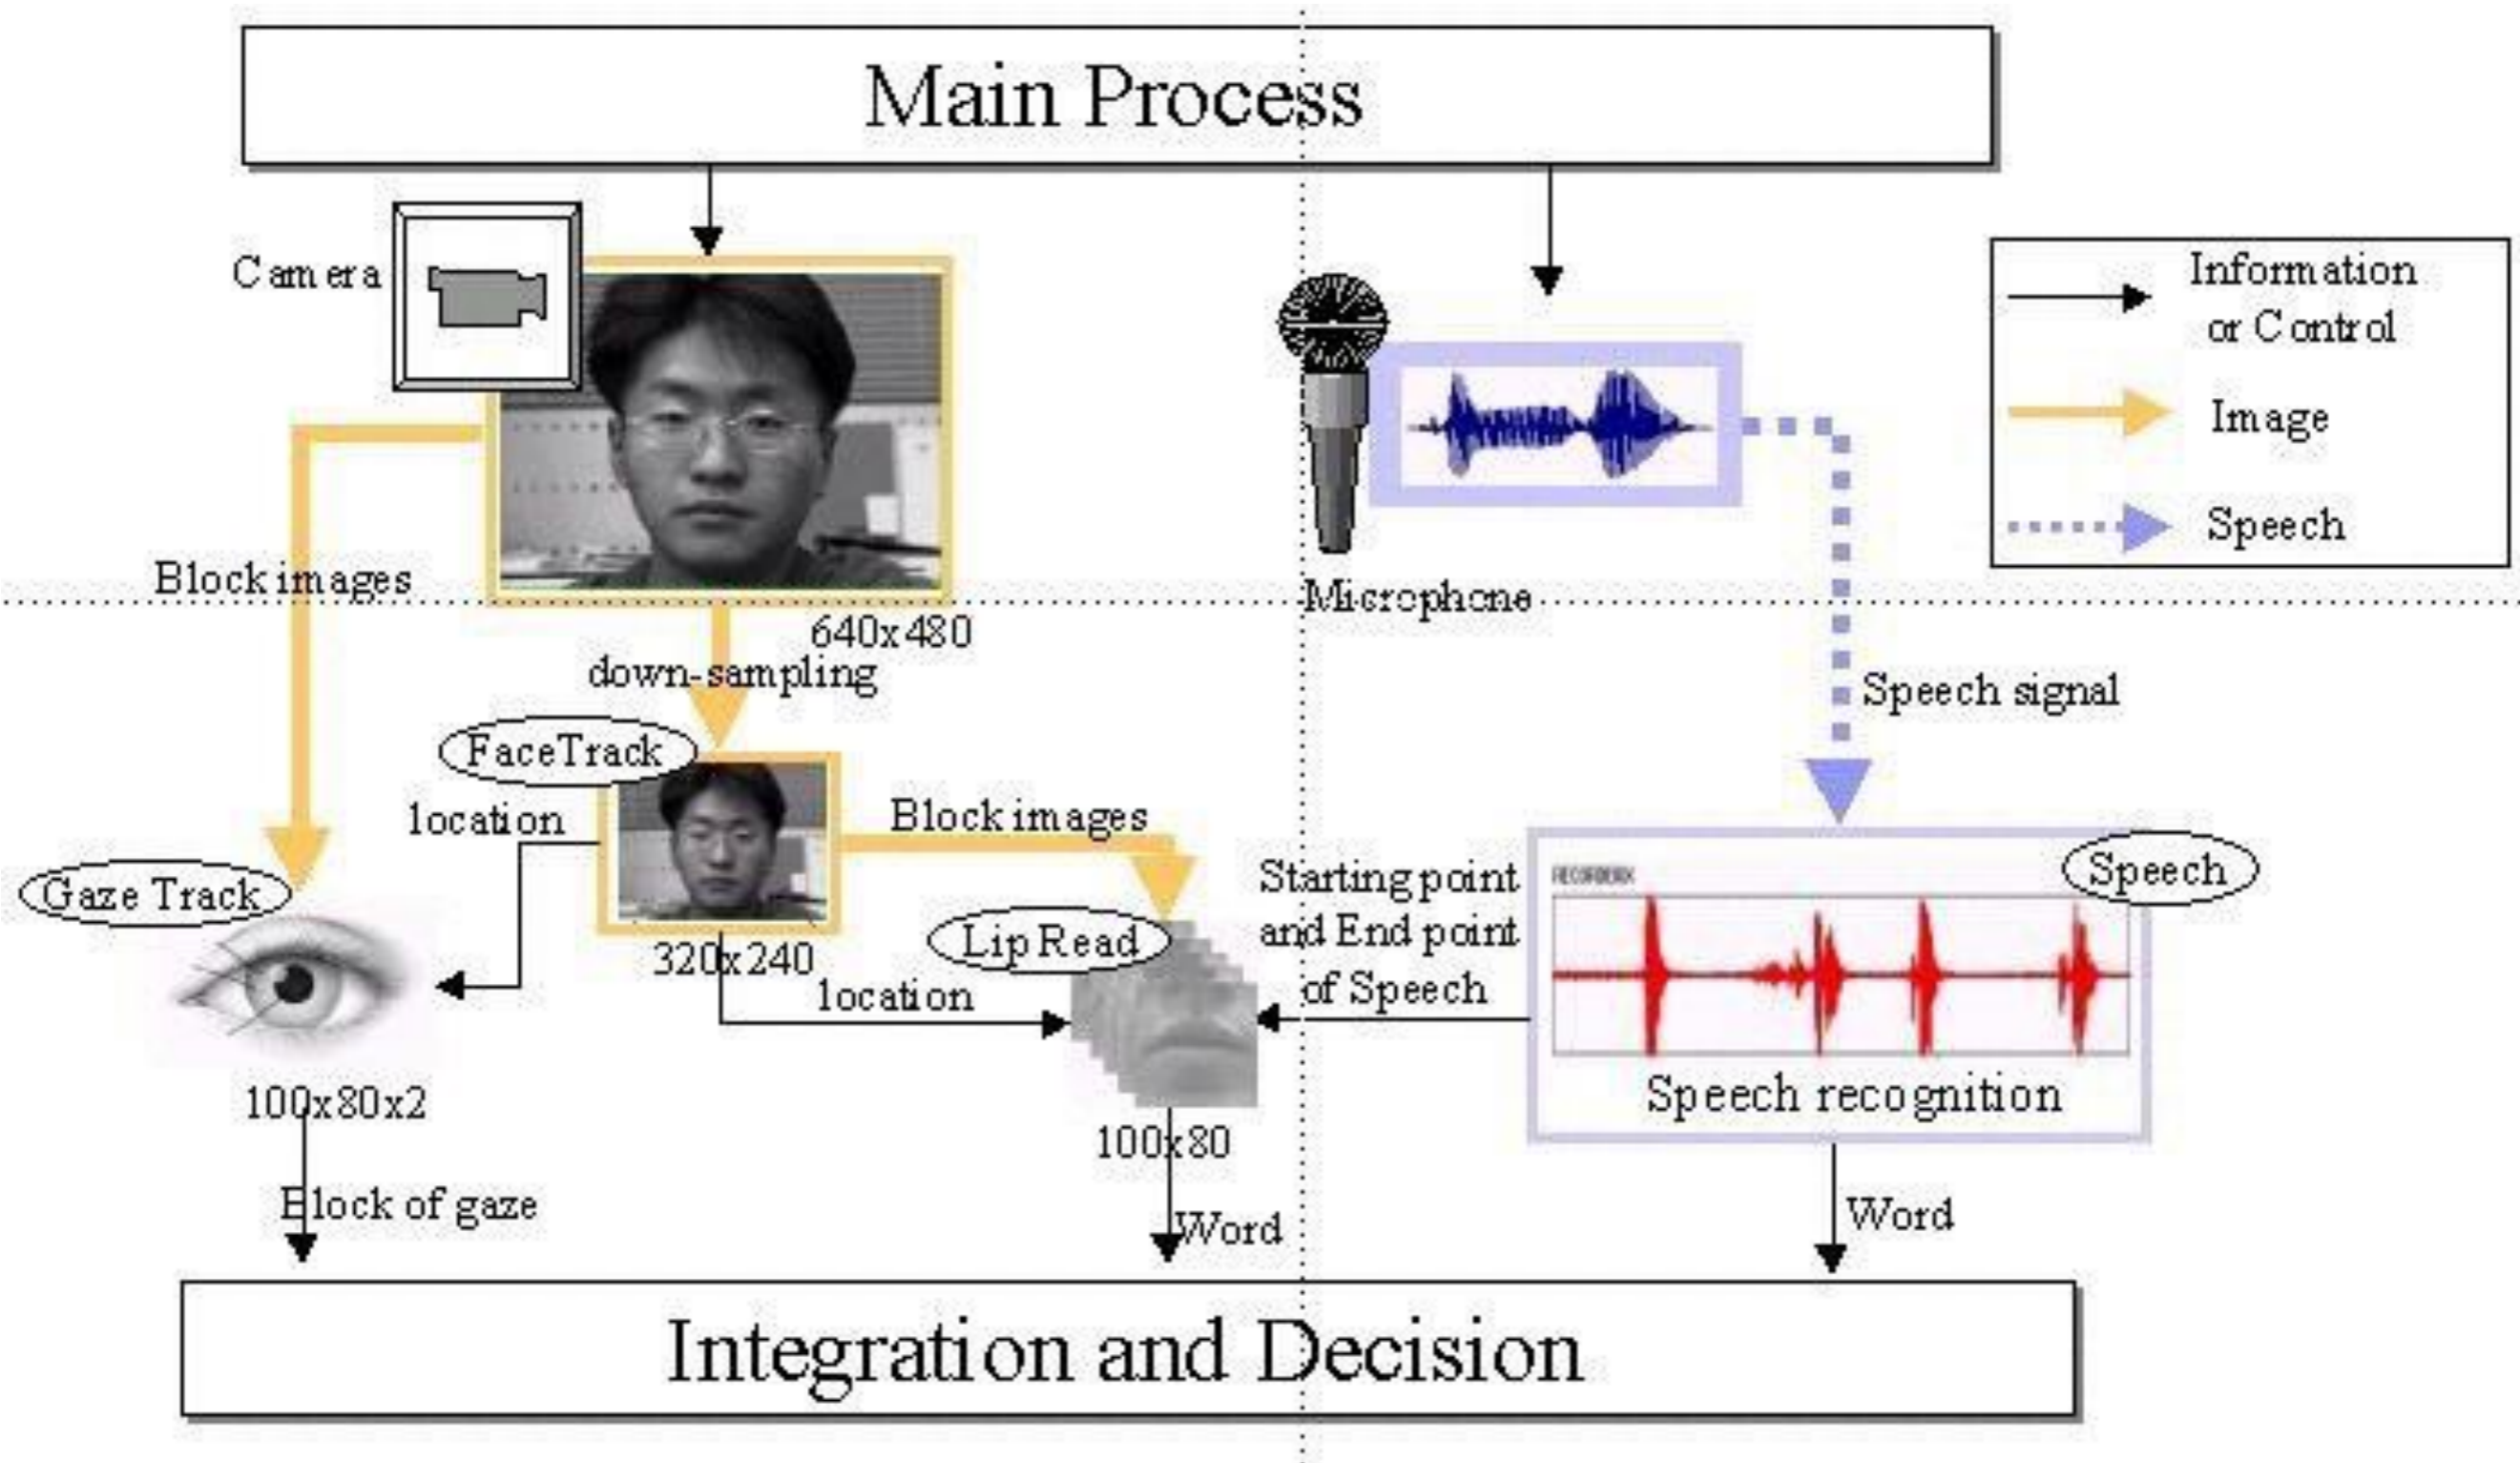 Main Process
Camera
Information
or Control
Image
Speech
Block images
Microphone
640x480
down-sampling
Speech signal
FaceTrack
location
Block images
Gaze Track
Lip Read
Starting point
and End point
of Speech
Speech
320x240
location
Speech recognition
100x80x2
100x80
Block of gaze
Word
Word
Integration and Decision